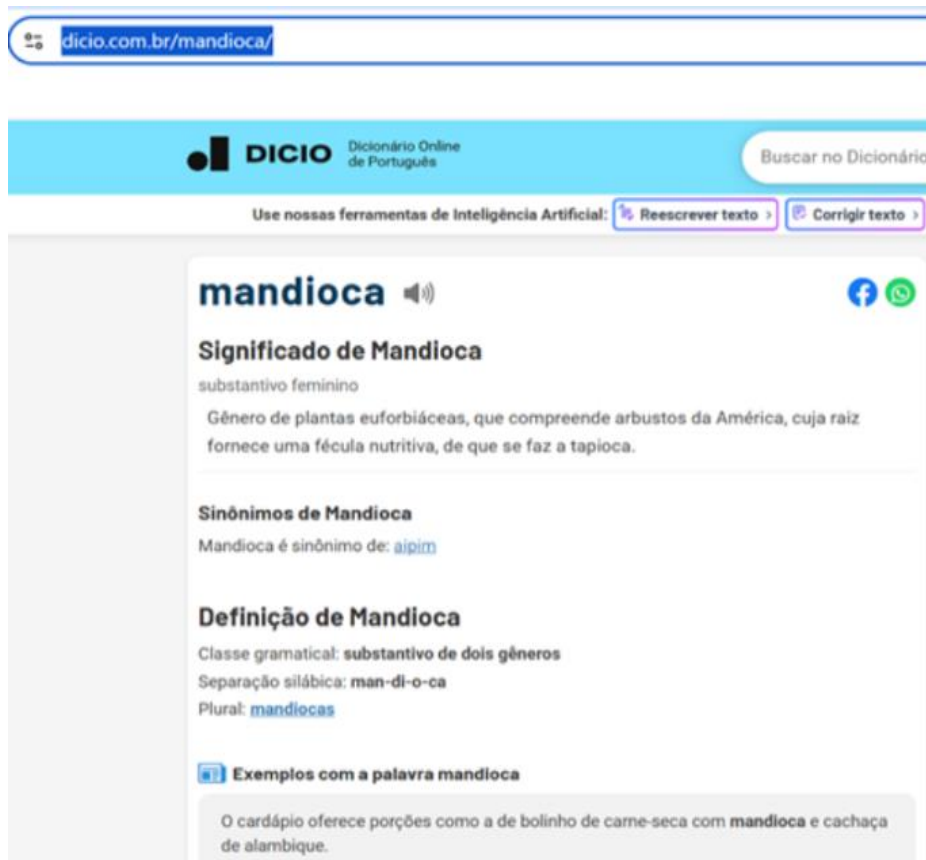 dicio.com.br/mandioca/
DICIO
Dicionário Online
de Português
Buscar no Dicionário
Use nossas ferramentas de Inteligência Artificial: Reescrever texto > Corrigir texto >
mandioca
Significado de Mandioca
substantivo feminino
Gênero de plantas euforbiáceas, que compreende arbustos da América, cuja raiz
fornece uma fécula nutritiva, de que se faz a tapioca.
Sinônimos de Mandioca
Mandioca é sinônimo de: aipim
Definição de Mandioca
Classe gramatical: substantivo de dois gêneros
Separação silábica: man-di-o-ca
Plural: mandiocas
Exemplos com a palavra mandioca
O cardápio oferece porções como a de bolinho de carne-seca com mandioca e cachaça
de alambique.